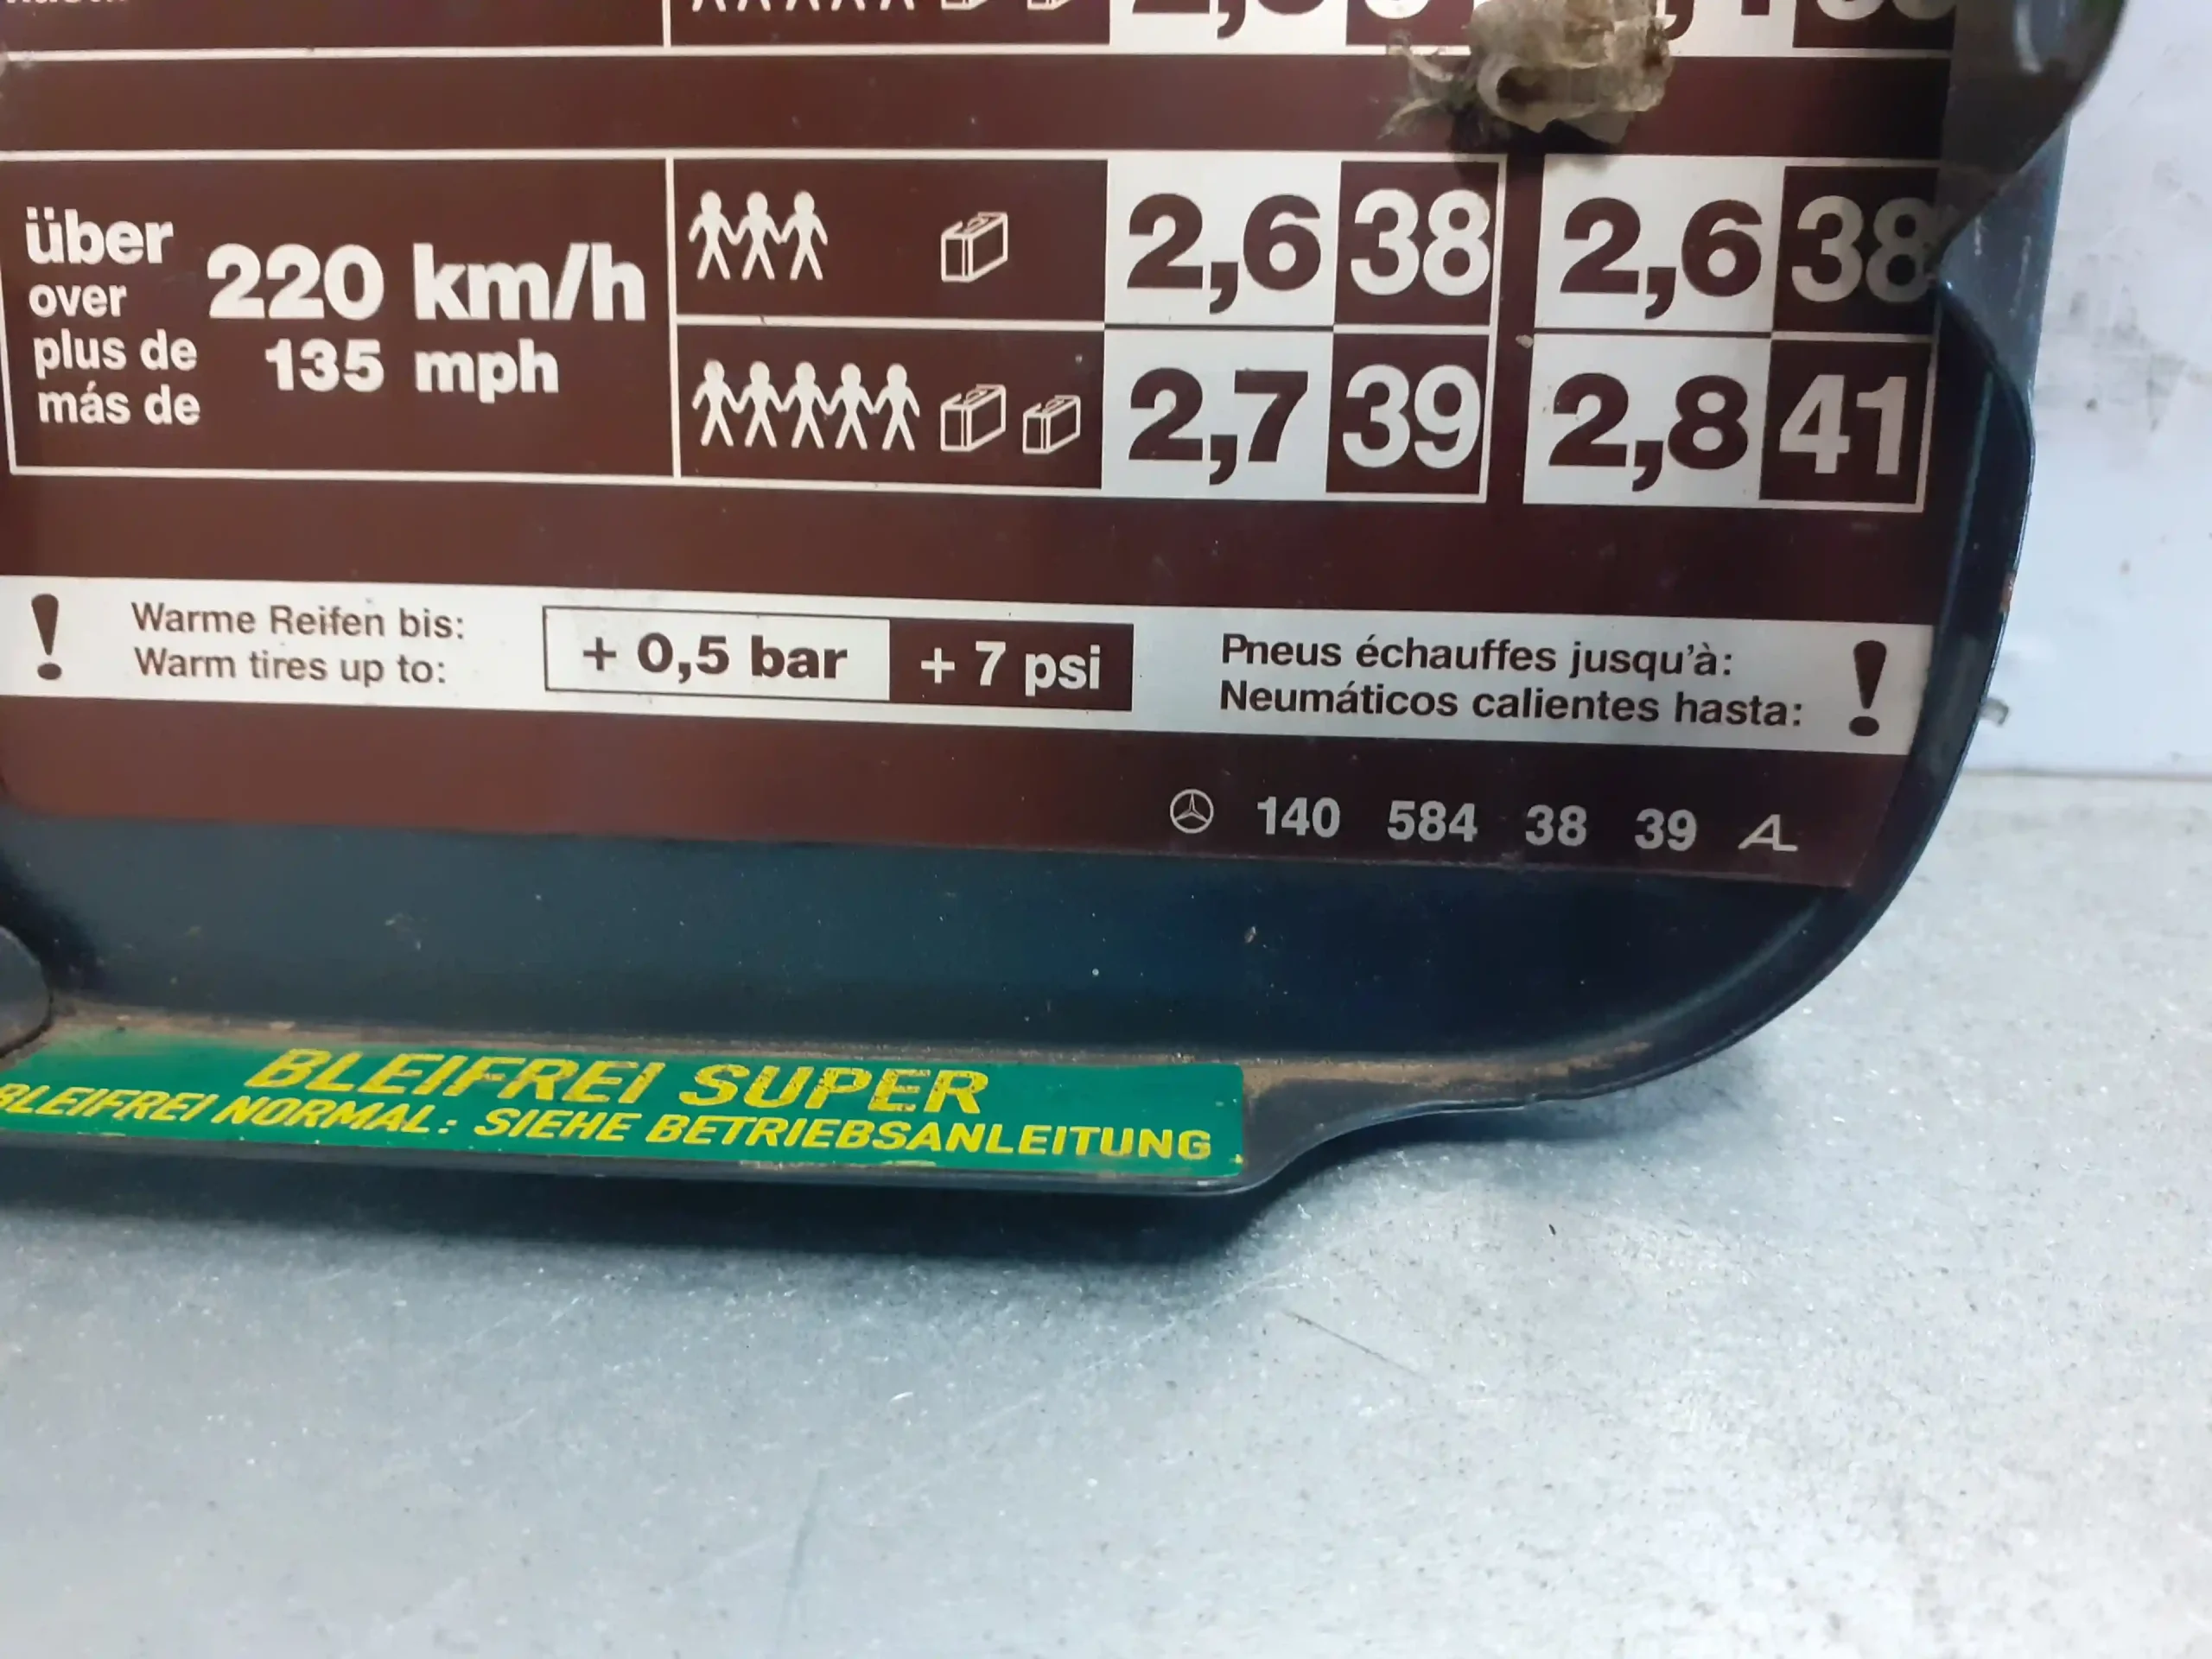 über
over
plus de
más de
220 km/h
135 mph
2,6 38 2,6 38
2,7 39 2,8 41
! Warme Reifen bis:
Warm tires up to:
+ 0,5 bar + 7 psi
Pneus échauffes jusqu'à:
Neumáticos calientes hasta: !
140 584 38 39 A
BLEIFREI SUPER
BLEIFREI NORMAL: SIEHE BETRIEBSANLEITUNG